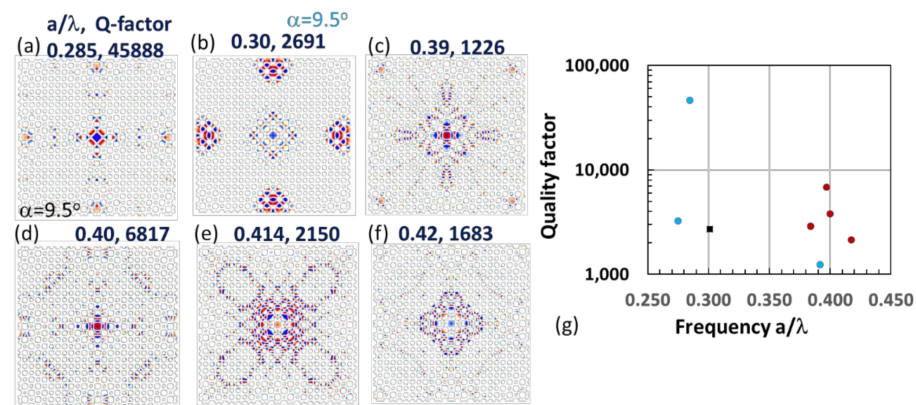 a/λ, Q-factor
α=9.5°
(a) 0.285, 45888
(b) 0.30, 2691
(c) 0.39, 1226
α=9.5°
(d) 0.40, 6817
(e) 0.414, 2150
(f) 0.42, 1683
100,000
10,000
1,000
Quality factor
0.250 0.300 0.350 0.400 0.450
(g) Frequency a/λ